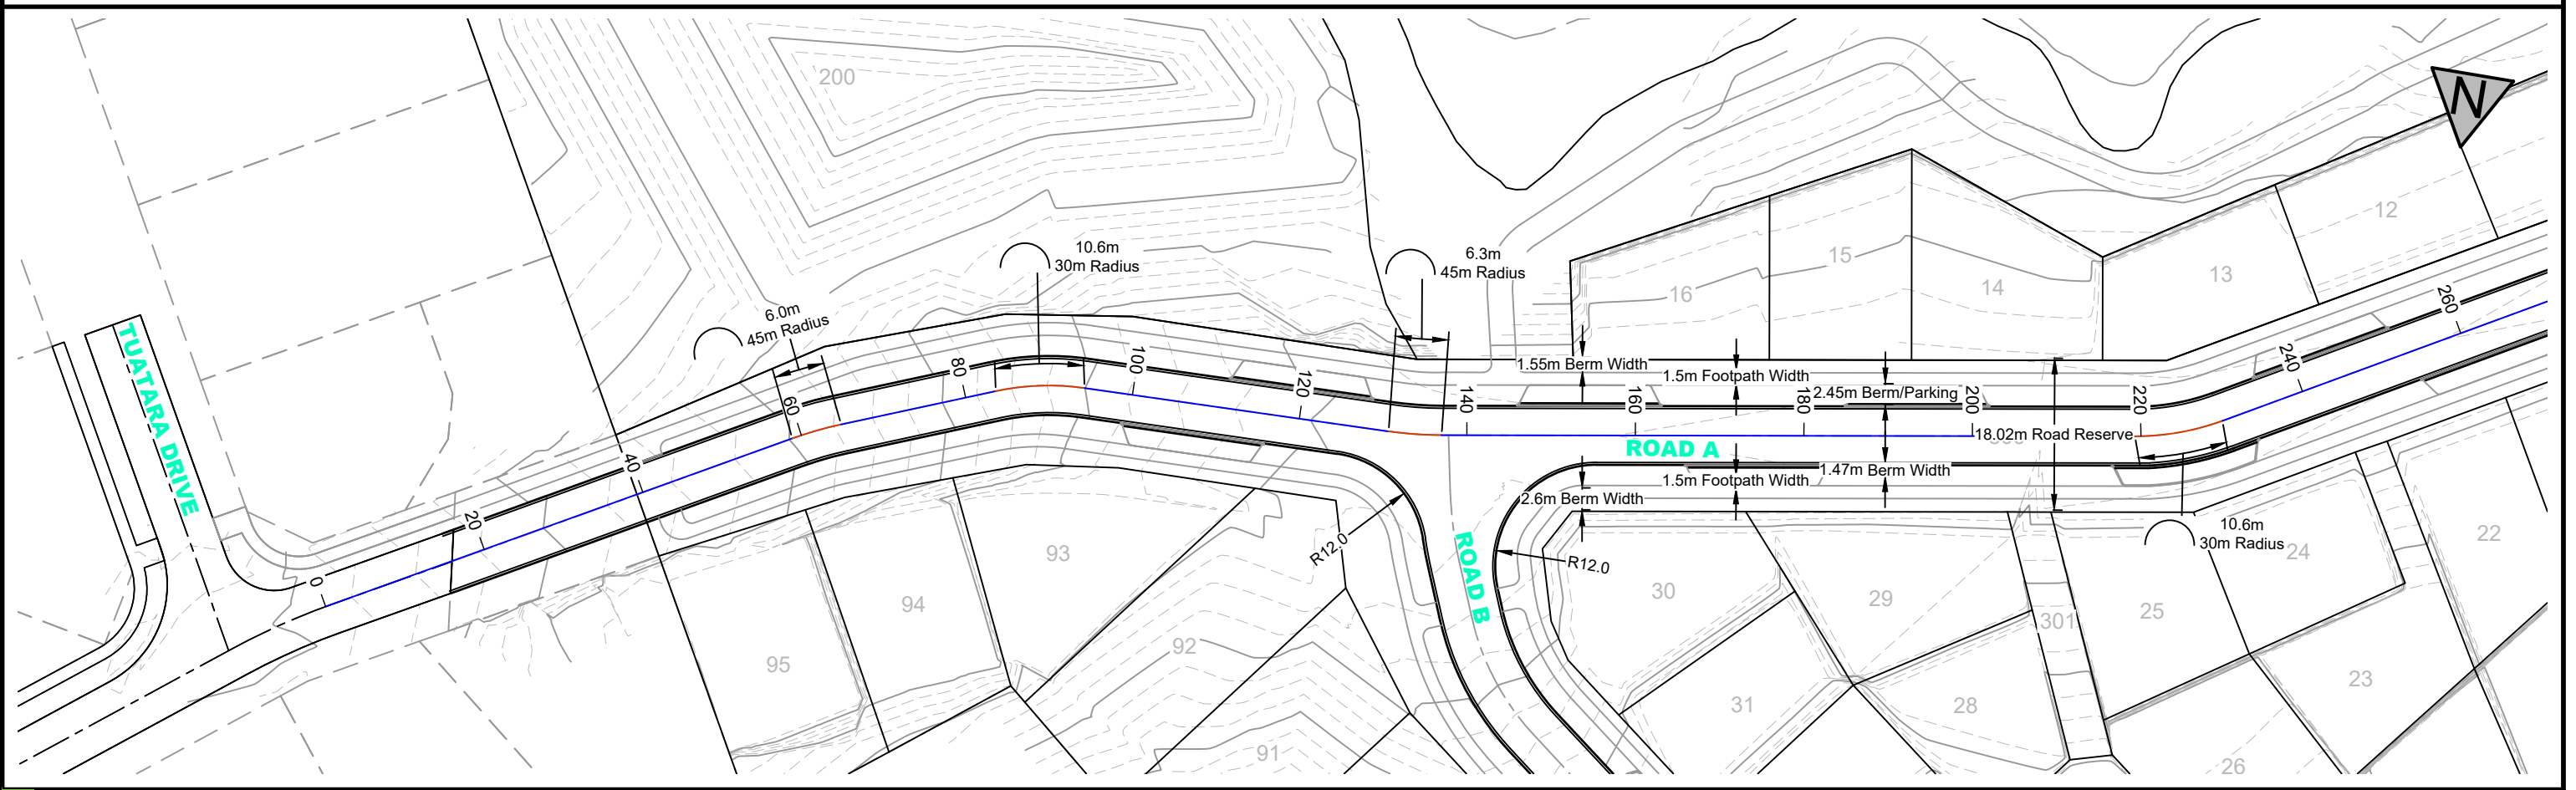 200
N
12
10.6m
30m Radius
6.3m
45m Radius
15
13
16
14
6.0m
45m Radius
TUATARA DRIVE
260
240
80
100
120
60
140
160
180
200
220
1.55m Berm Width
1.5m Footpath Width
2.45m Berm/Parking
18.02m Road Reserve
ROAD A
40
20
0
1.47m Berm Width
1.5m Footpath Width
2.6m Berm Width
10.6m
30m Radius
24
22
93
R12.0
R12.0
ROAD B
94
30
29
301
25
92
95
31
28
23
91
26